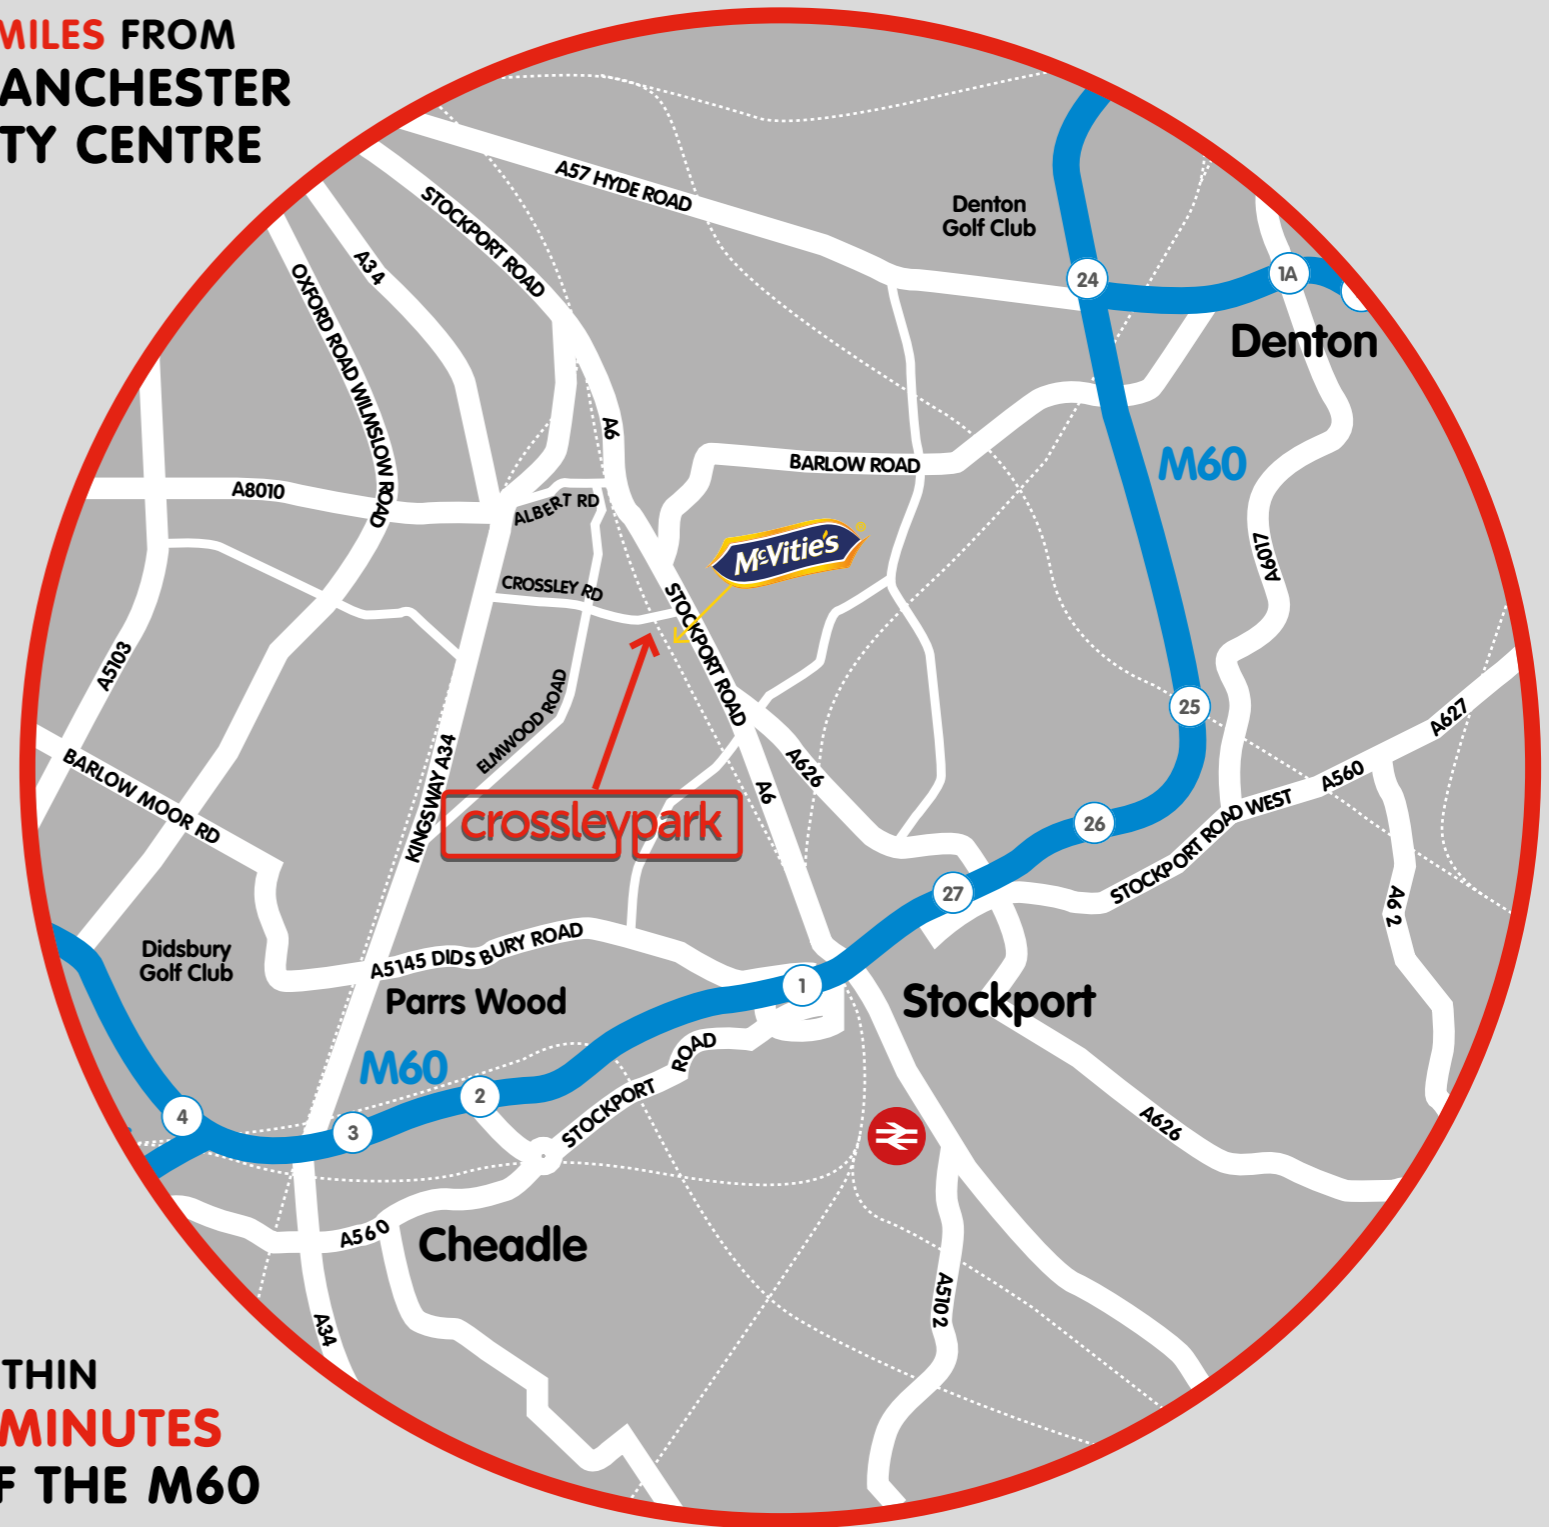 MILES FROM
ANCHESTER
TY CENTRE
A57 HYDE ROAD
STOCKPORT ROAD
A34
OXFORD ROAD WILMSLOW ROAD
Denton
Golf Club
24
1A
Denton
A6
BARLOW ROAD
M60
A8010
ALBERT RD
McVitie's
®
CROSSLEY RD
STOCKPORT ROAD
A6017
A5103
ELMWOOD ROAD
25
A627
BARLOW MOOR RD
KINGSWAY A34
A626
A6
A560
STOCKPORT ROAD WEST
crossleypark
26
27
A6 2
Didsbury
Golf Club
A5145 DIDSBURY ROAD
Parrs Wood
1
Stockport
M60
2
STOCKPORT ROAD
4
3
A626
A560
Cheadle
A5102
A34
THIN
MINUTES
F THE M60